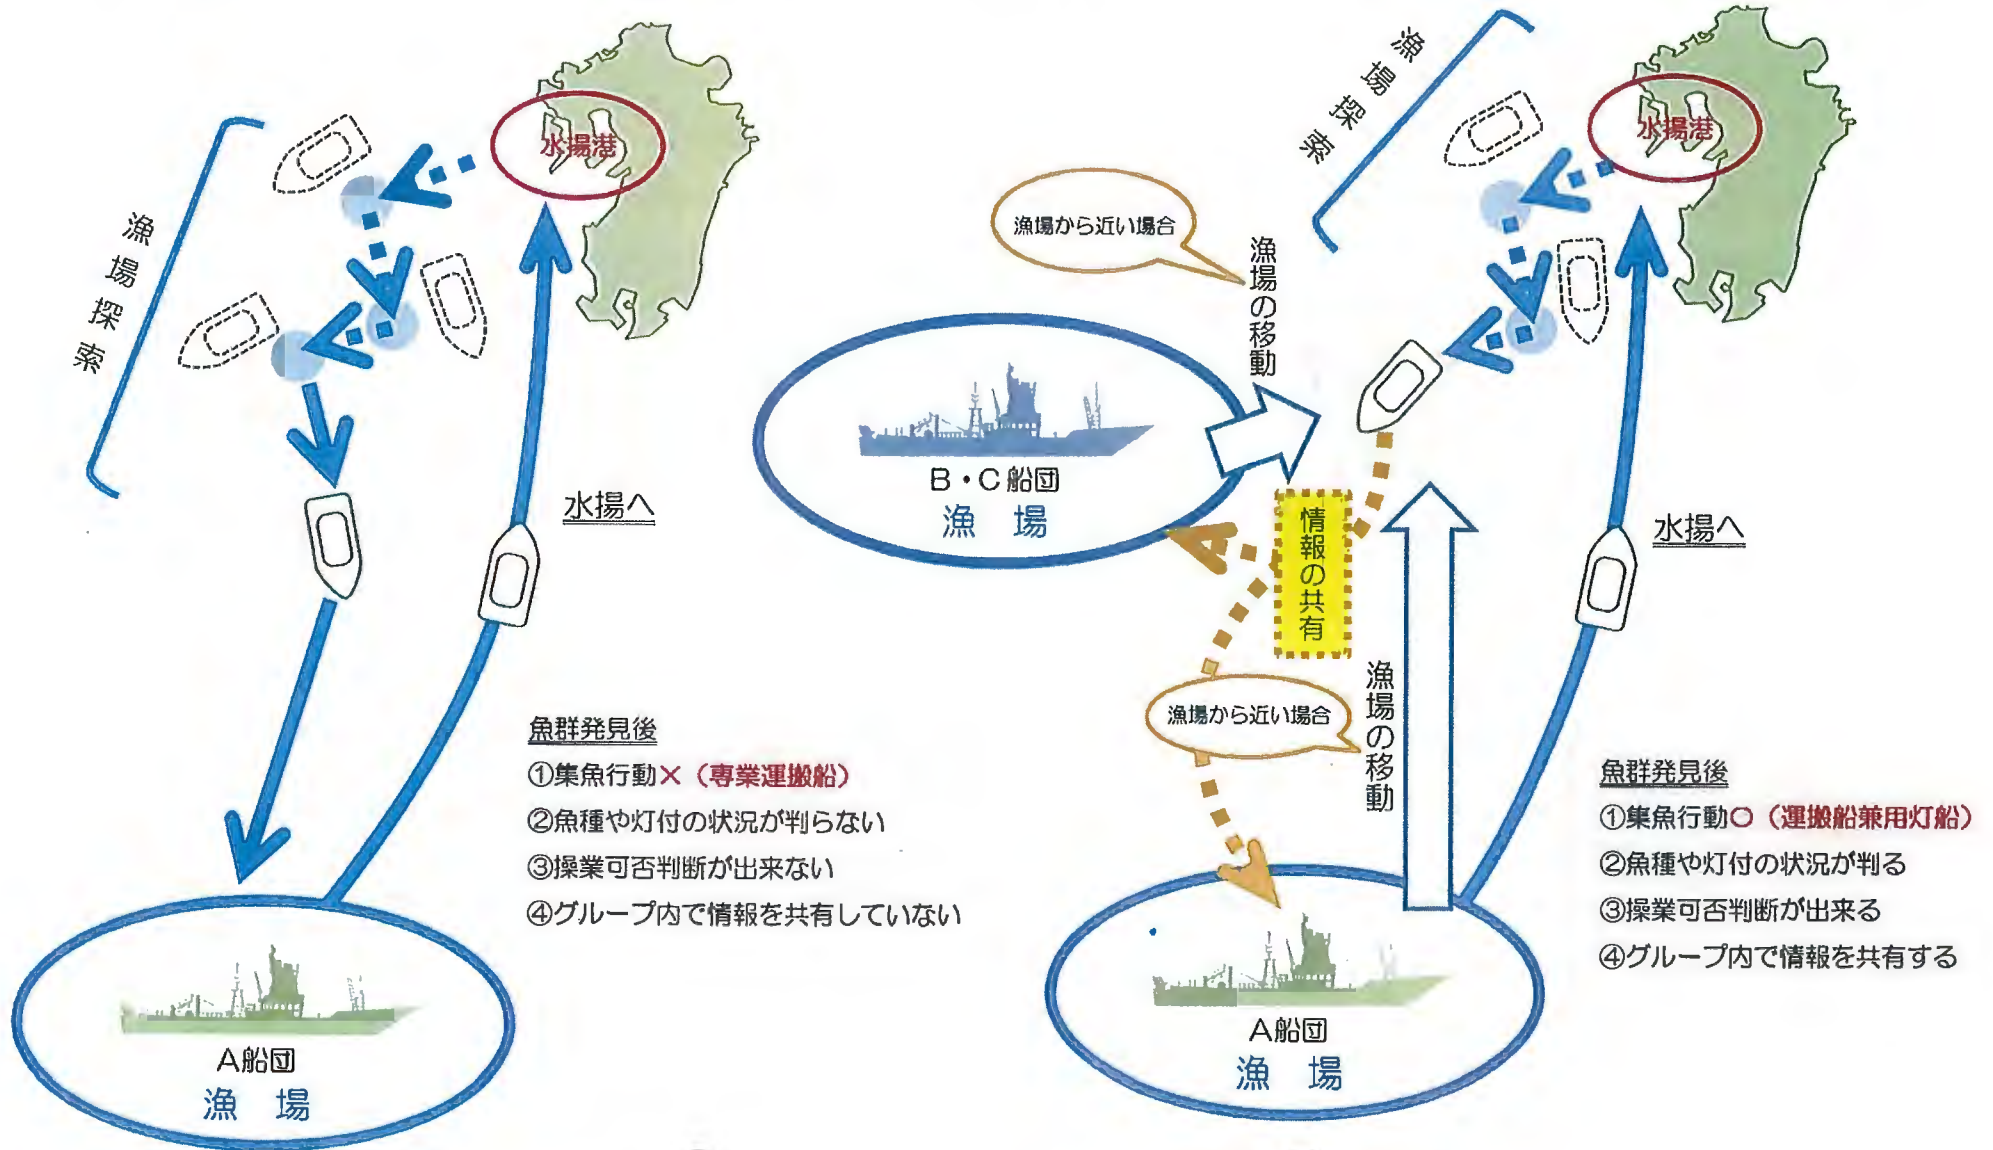 漁場探索
水揚港
水揚へ
魚群発見後
①集魚行動×（専業運搬船）
②魚種や灯付の状況が判らない
③操業可否判断が出来ない
④グループ内で情報を共有していない
A船団
漁　場
漁場探索
水揚港
漁場から近い場合
漁場の移動
B・C船団
漁　場
情報の共有
水揚へ
漁場から近い場合
漁場の移動
魚群発見後
①集魚行動○（運搬船兼用灯船）
②魚種や灯付の状況が判る
③操業可否判断が出来る
④グループ内で情報を共有する
A船団
漁　場